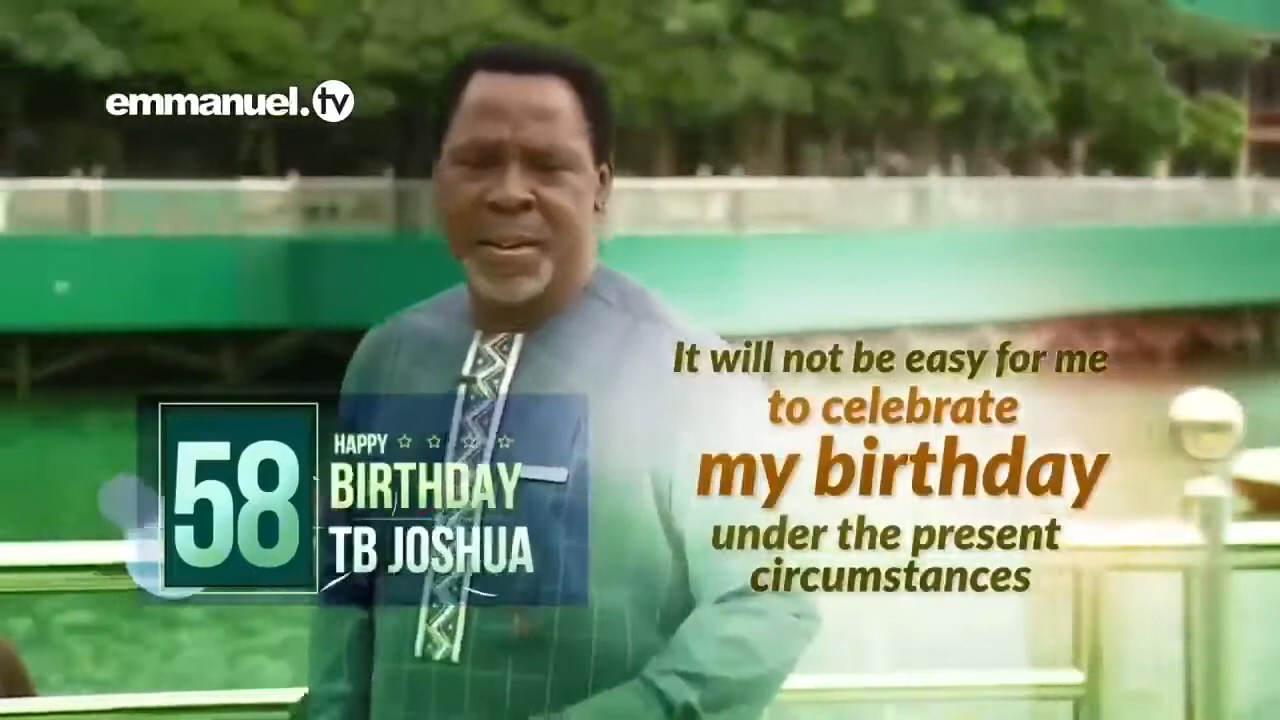 emmanuel.tv
58
HAPPY
BIRTHDAY
TB JOSHUA
It will not be easy for me
to celebrate
my birthday
under the present
circumstances